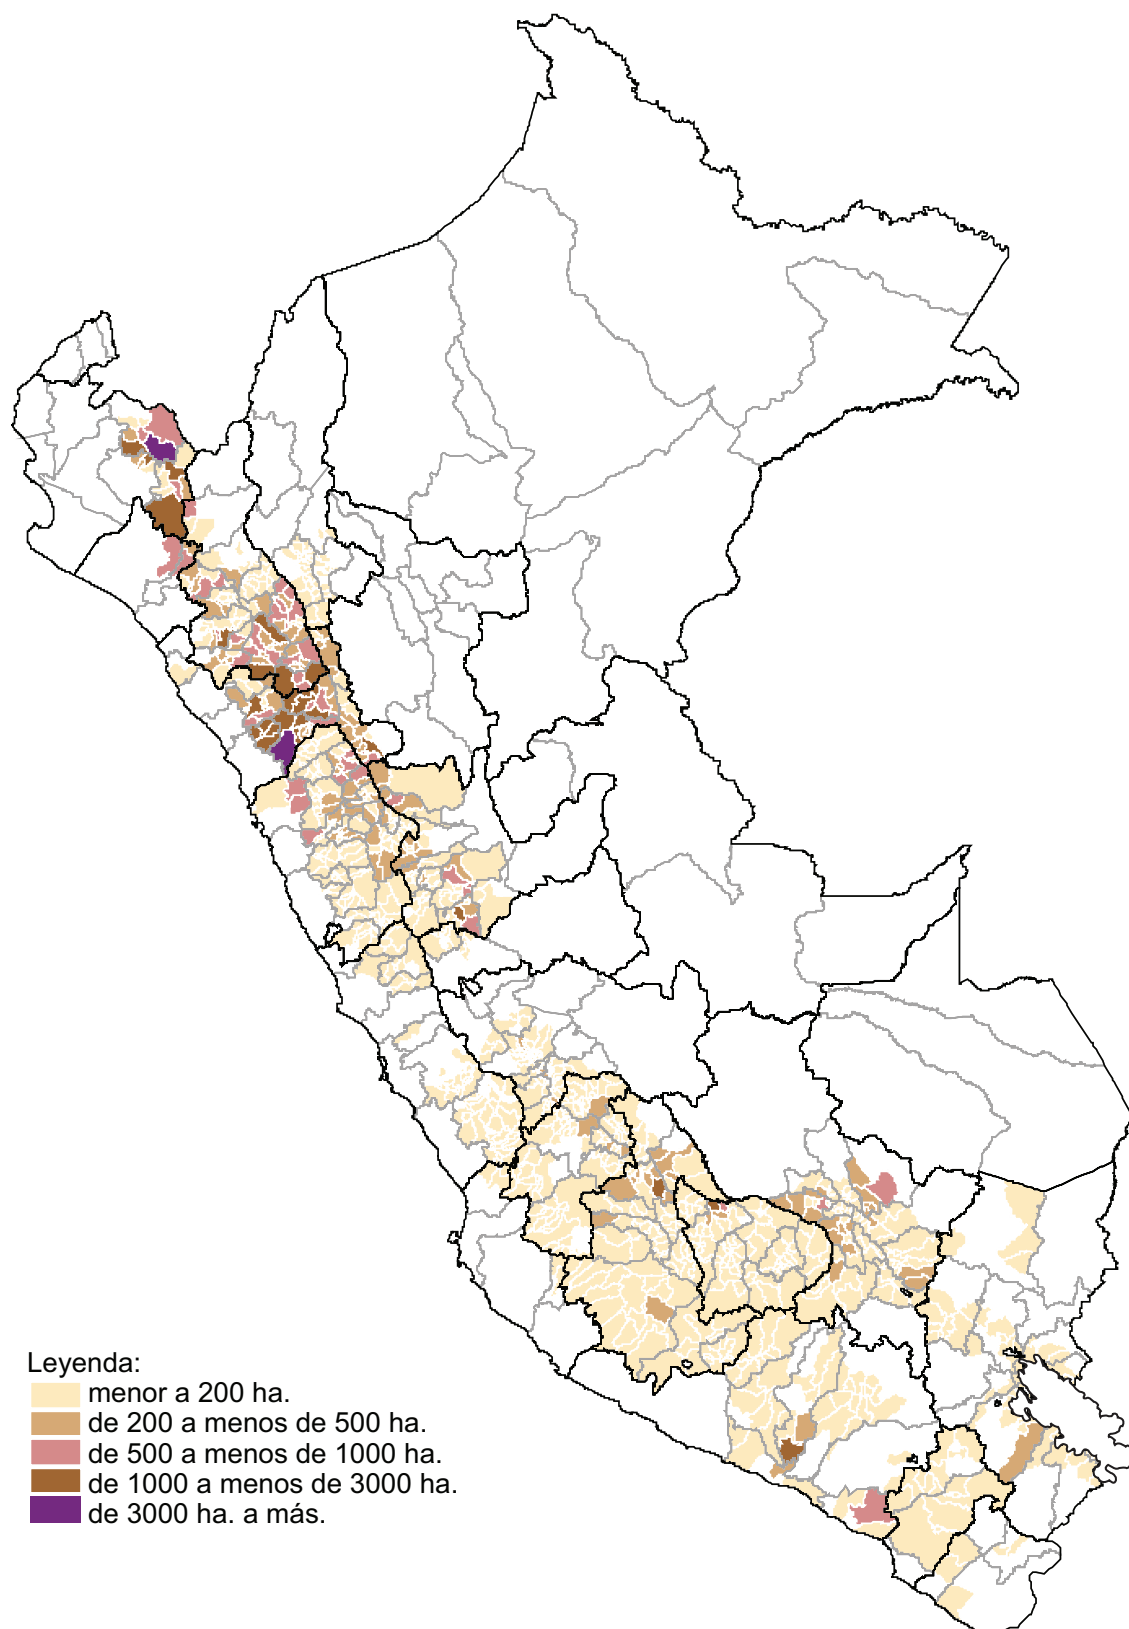 Leyenda:
menor a 200 ha.
de 200 a menos de 500 ha.
de 500 a menos de 1000 ha.
de 1000 a menos de 3000 ha.
de 3000 ha. a más.